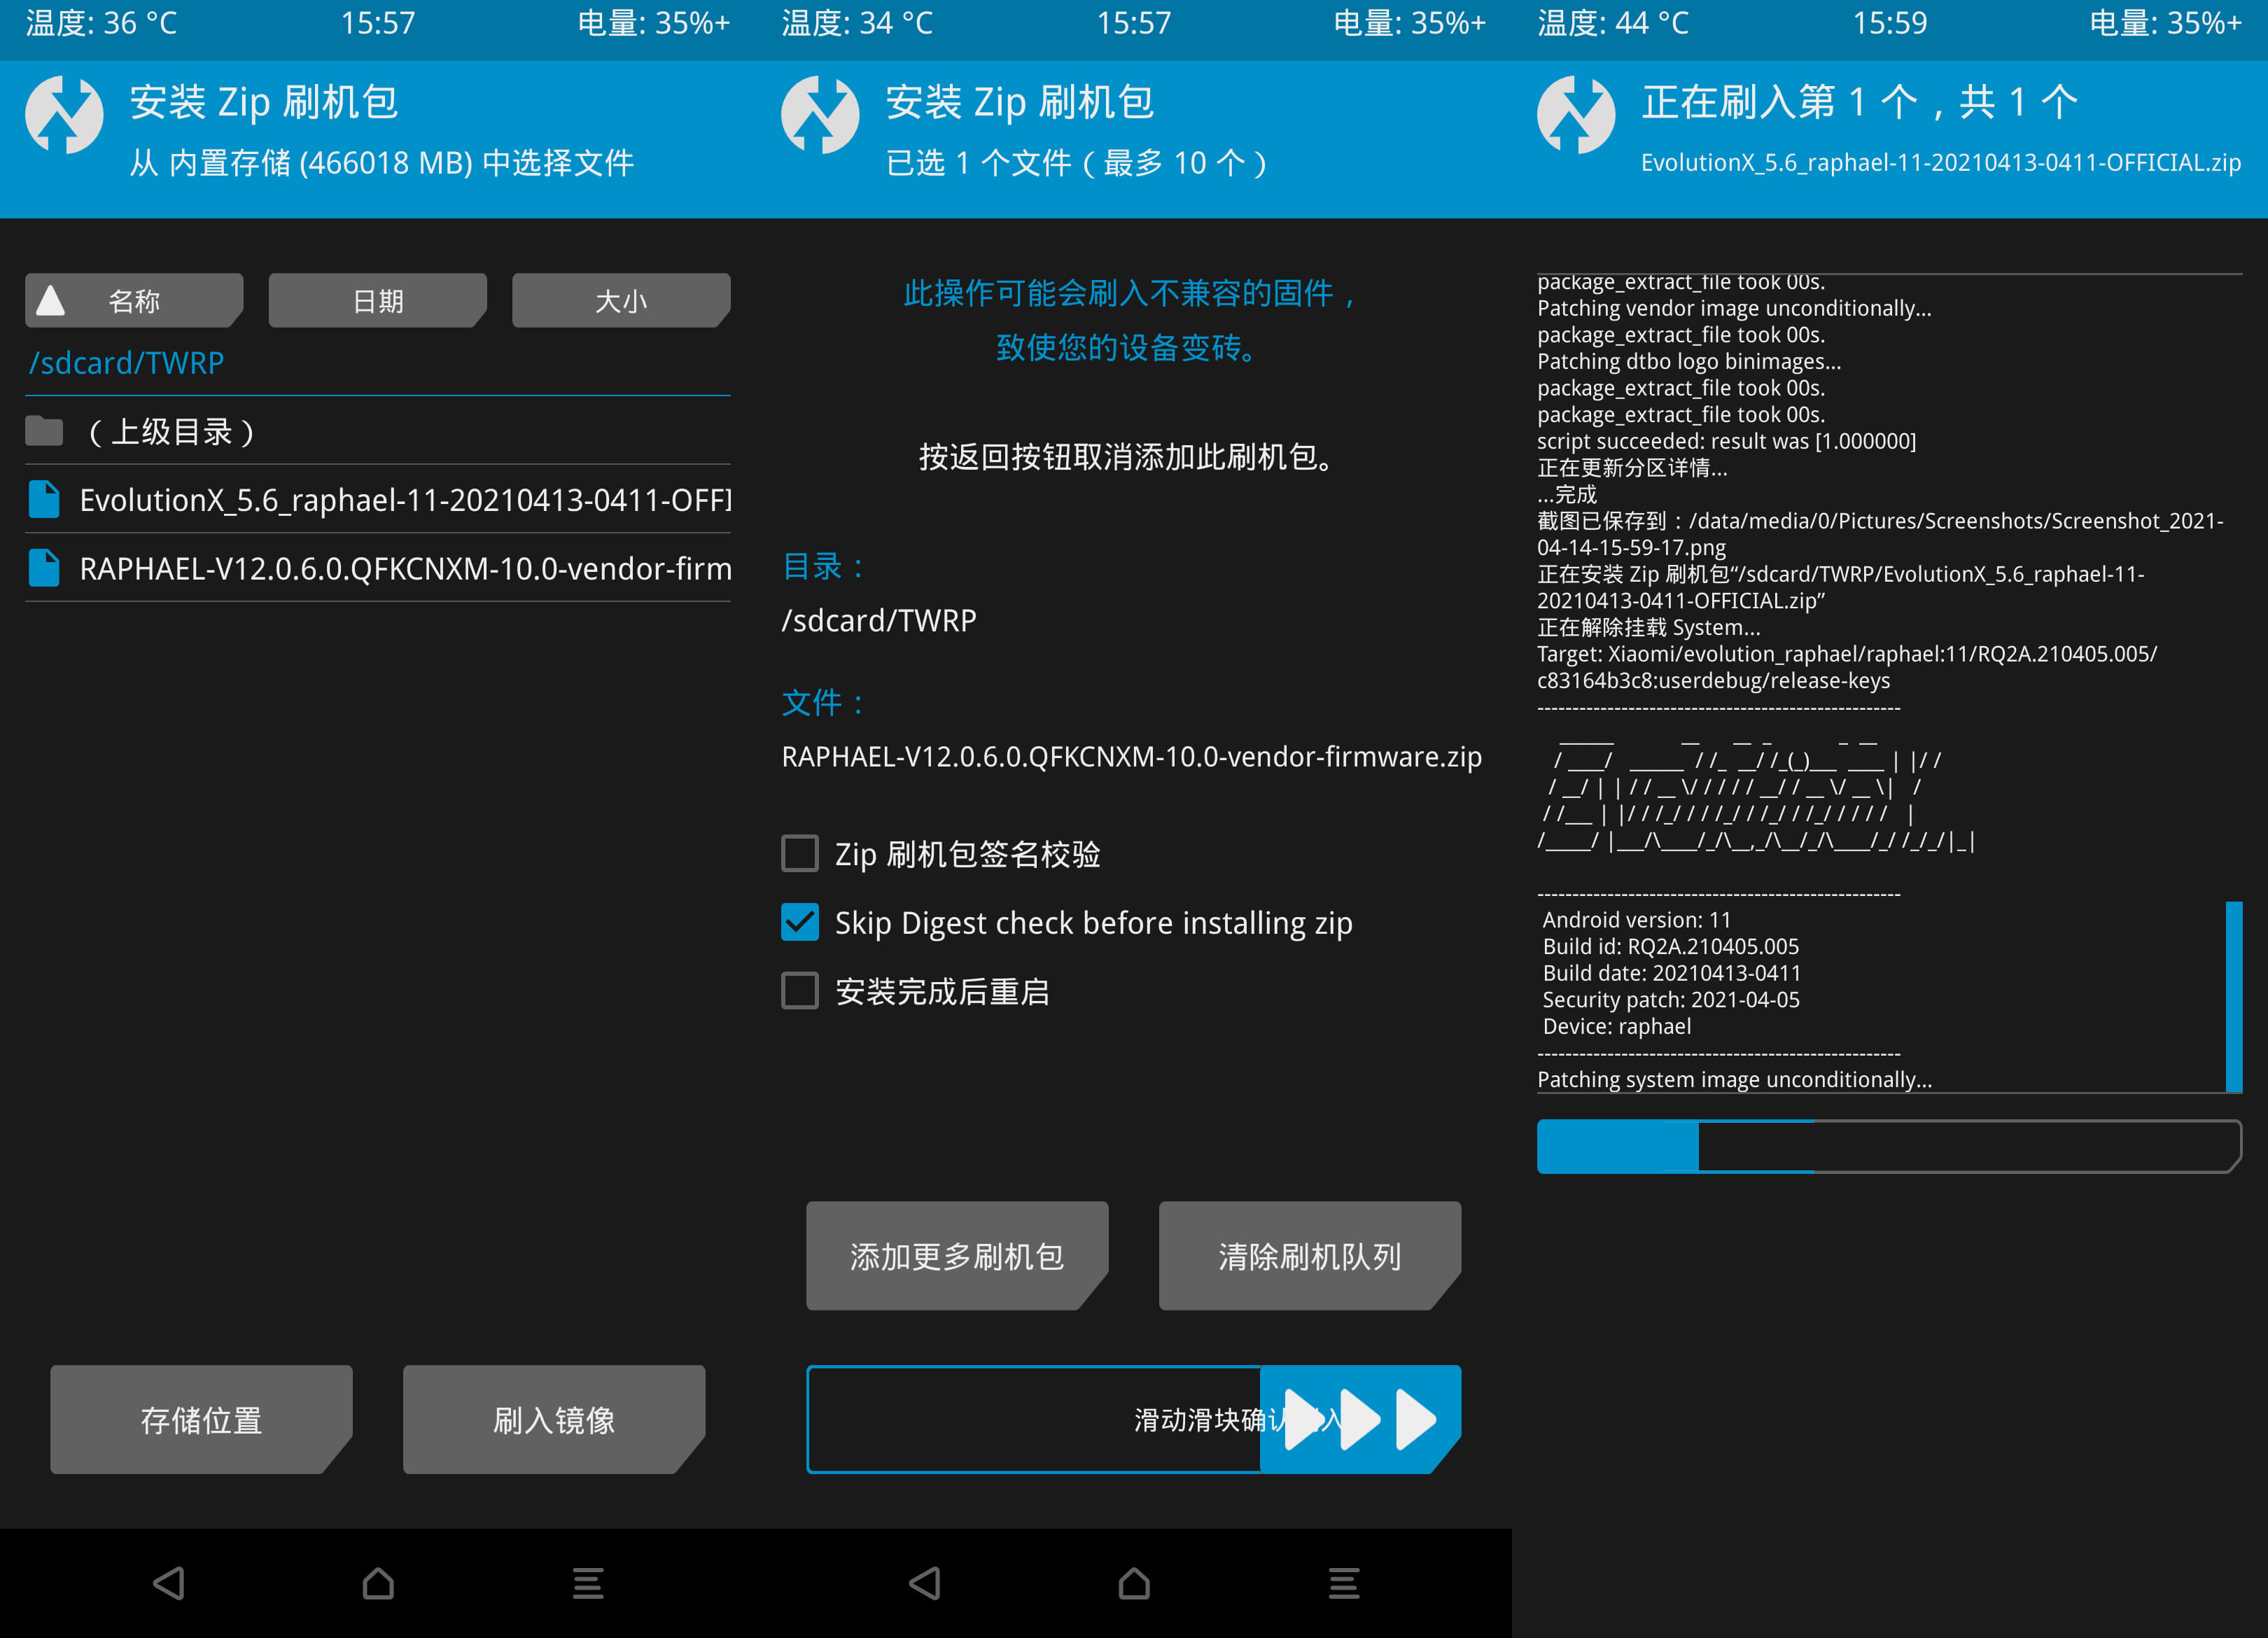 温度: 36 °C 15:57 电量: 35%+
安装 Zip 刷机包
从 内置存储 (466018 MB) 中选择文件
名称 日期 大小
/sdcard/TWRP
（上级目录）
EvolutionX_5.6_raphael-11-20210413-0411-OFFI
RAPHAEL-V12.0.6.0.QFKCNXM-10.0-vendor-firm
存储位置 刷入镜像
温度: 34 °C 15:57 电量: 35%+
安装 Zip 刷机包
已选 1 个文件（最多 10 个）
此操作可能会刷入不兼容的固件，
致使您的设备变砖。
按返回按钮取消添加此刷机包。
目录：
/sdcard/TWRP
文件：
RAPHAEL-V12.0.6.0.QFKCNXM-10.0-vendor-firmware.zip
Zip 刷机包签名校验
Skip Digest check before installing zip
安装完成后重启
添加更多刷机包 清除刷机队列
滑动滑块确认
温度: 44 °C 15:59 电量: 35%+
正在刷入第 1 个，共 1 个
EvolutionX_5.6_raphael-11-20210413-0411-OFFICIAL.zip
package_extract_file took 00s.
Patching vendor image unconditionally...
package_extract_file took 00s.
Patching dtbo logo binimages...
package_extract_file took 00s.
package_extract_file took 00s.
script succeeded: result was [1.000000]
正在更新分区详情...
...完成
截图已保存到：/data/media/0/Pictures/Screenshots/Screenshot_2021-
04-14-15-59-17.png
正在安装 Zip 刷机包“/sdcard/TWRP/EvolutionX_5.6_raphael-11-
20210413-0411-OFFICIAL.zip”
正在解除挂载 System...
Target: Xiaomi/evolution_raphael/raphael:11/RQ2A.210405.005/
c83164b3c8:userdebug/release-keys
Android version: 11
Build id: RQ2A.210405.005
Build date: 20210413-0411
Security patch: 2021-04-05
Device: raphael
Patching system image unconditionally...